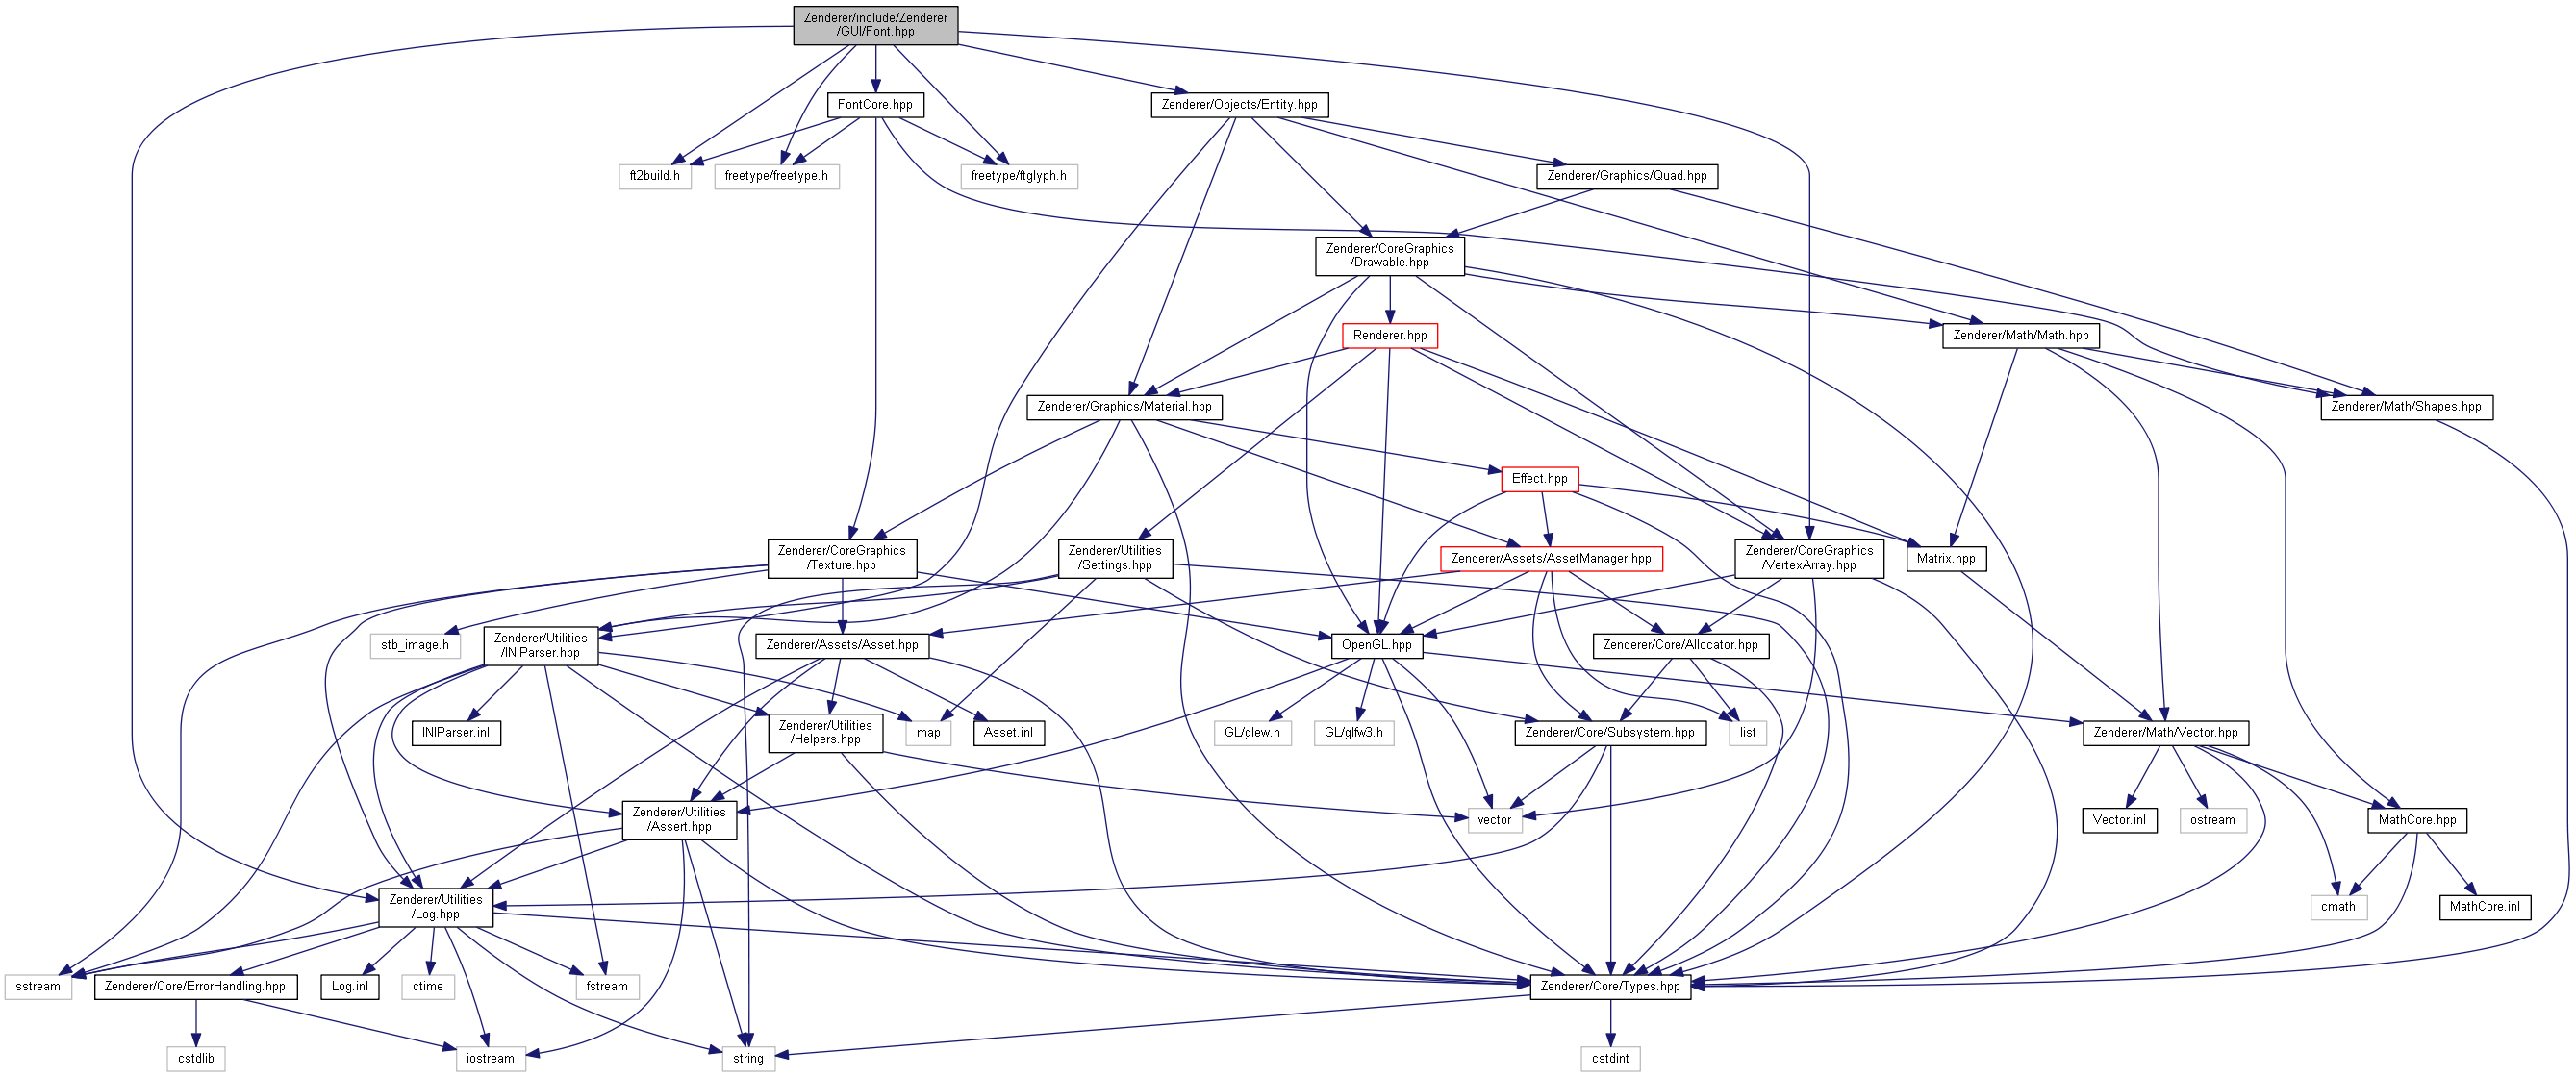 Zenderer/include/Zenderer
/GUI/Font.hpp
FontCore.hpp
Zenderer/Objects/Entity.hpp
ft2build.h
freetype/freetype.h
freetype/ftglyph.h
Zenderer/Graphics/Quad.hpp
Zenderer/CoreGraphics
/Drawable.hpp
Renderer.hpp
Zenderer/Math/Math.hpp
Zenderer/Graphics/Material.hpp
Zenderer/Math/Shapes.hpp
Effect.hpp
Zenderer/CoreGraphics
/Texture.hpp
Zenderer/Utilities
/Settings.hpp
Zenderer/Assets/AssetManager.hpp
Zenderer/CoreGraphics
/VertexArray.hpp
Matrix.hpp
stb_image.h
Zenderer/Utilities
/INIParser.hpp
Zenderer/Assets/Asset.hpp
OpenGL.hpp
Zenderer/Core/Allocator.hpp
INIParser.inl
Zenderer/Utilities
/Helpers.hpp
map
Asset.inl
GL/glew.h
GL/glfw3.h
Zenderer/Core/Subsystem.hpp
list
Zenderer/Math/Vector.hpp
Zenderer/Utilities
/Assert.hpp
vector
Vector.inl
ostream
MathCore.hpp
Zenderer/Utilities
/Log.hpp
cmath
MathCore.inl
sstream
Zenderer/Core/ErrorHandling.hpp
Log.inl
ctime
fstream
Zenderer/Core/Types.hpp
cstdlib
iostream
string
cstdint